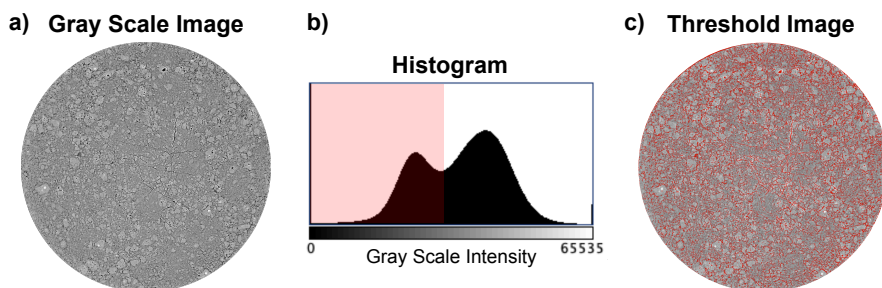 a) Gray Scale Image
b)
Histogram
0
65535
Gray Scale Intensity
c) Threshold Image